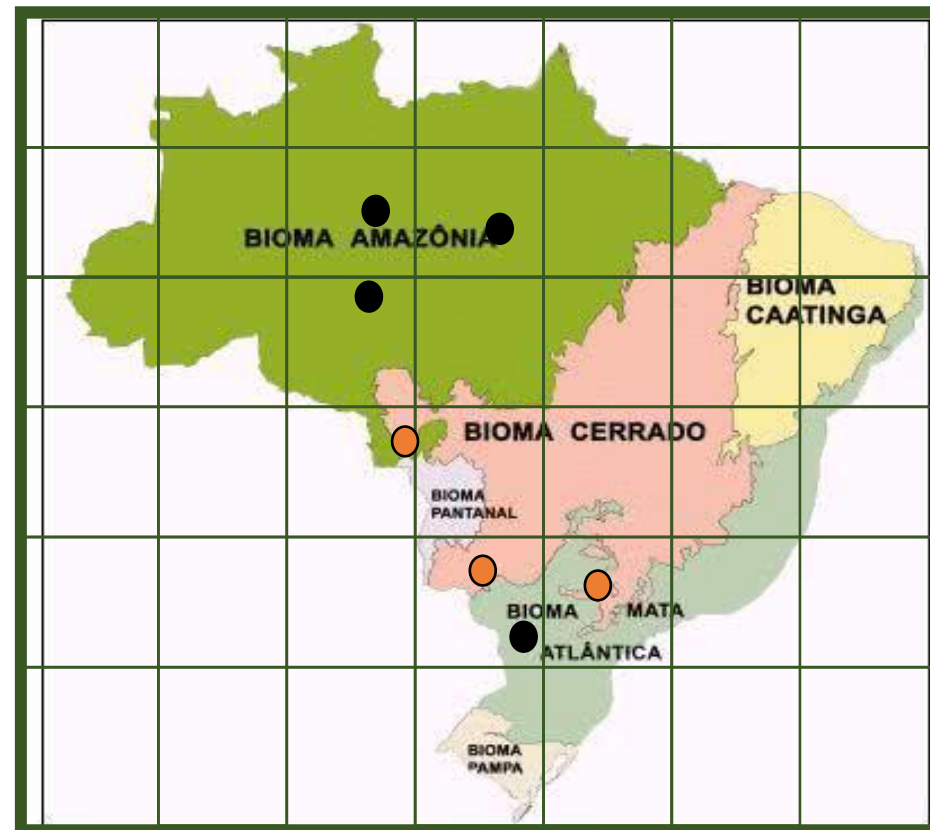 BIOMA AMAZÔNIA
BIOMA
CAATINGA
BIOMA CERRADO
BIOMA
PANTANAL
BIOMA MATA
ATLÂNTICA
BIOMA
PAMPA